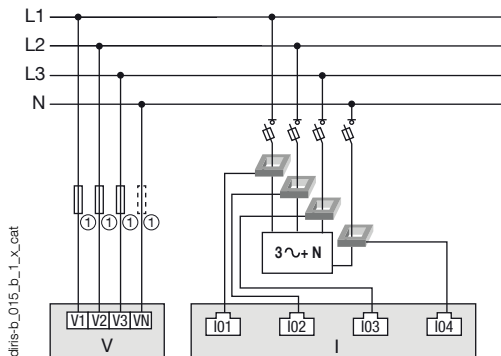 L1
L2
L3
N
1 1 1 1
3∿+ N
V1 V2 V3 VN
V
I01 I02 I03 I04
I
diris-b_015_b_1_x_cat